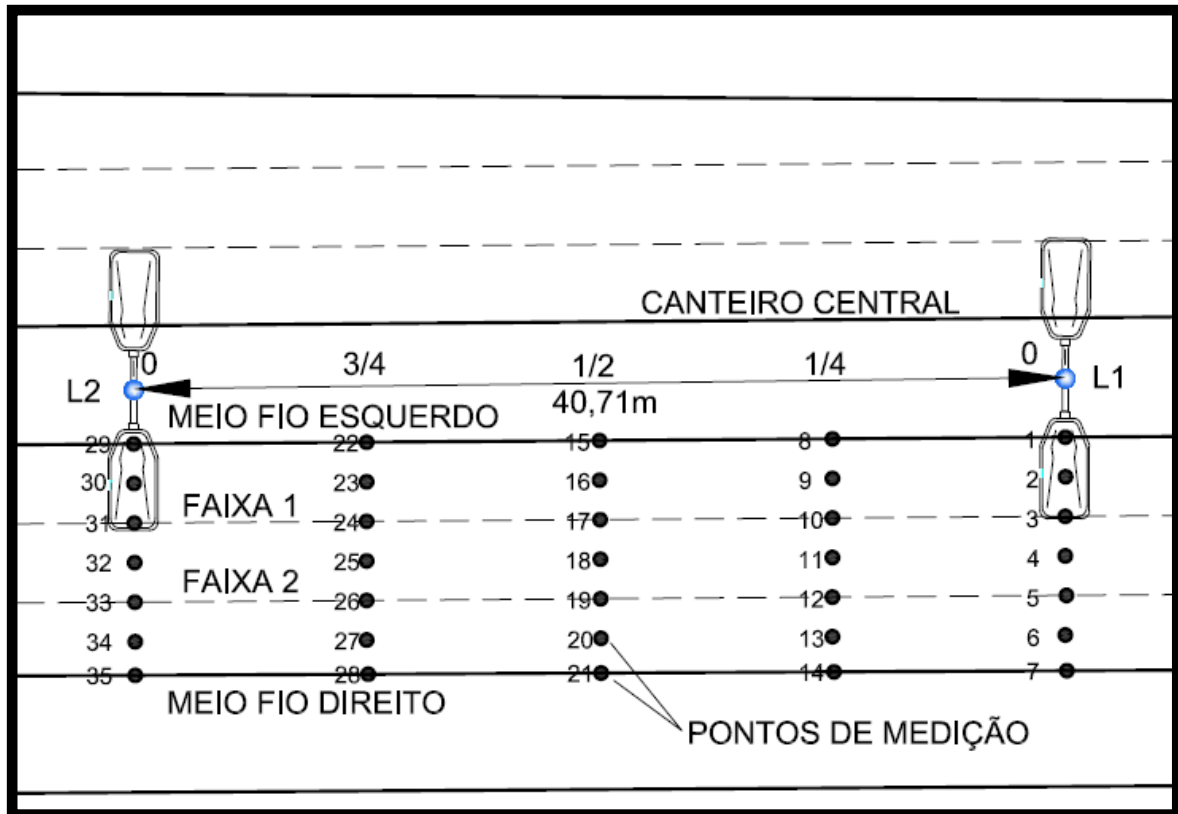 CANTEIRO CENTRAL
0 3/4 1/2 1/4 0
L2 40,71m L1
MEIO FIO ESQUERDO
29 22 15 8 1
30 23 16 9 2
FAIXA 1
31 24 17 10 3
32 25 18 11 4
FAIXA 2
33 26 19 12 5
34 27 20 13 6
35 28 21 14 7
MEIO FIO DIREITO
PONTOS DE MEDIÇÃO